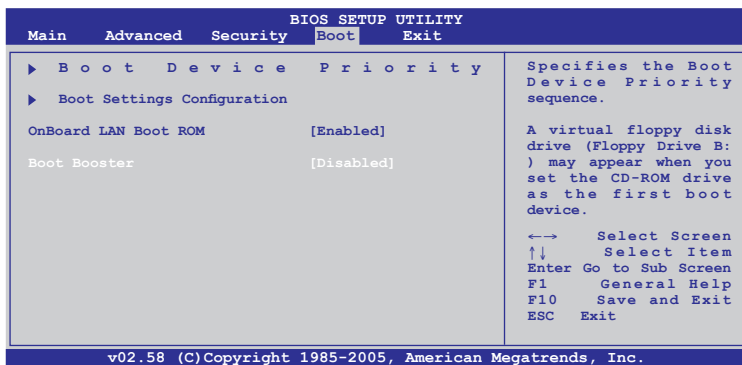 BIOS SETUP UTILITY
Main Advanced Security Boot Exit
▶ Boot Device Priority
▶ Boot Settings Configuration
OnBoard LAN Boot ROM [Enabled]
Boot Booster [Disabled]
Specifies the Boot
Device Priority
sequence.
A virtual floppy disk
drive (Floppy Drive B:
) may appear when you
set the CD-ROM drive
as the first boot
device.
←→ Select Screen
↑↓ Select Item
Enter Go to Sub Screen
F1 General Help
F10 Save and Exit
ESC Exit
v02.58 (C)Copyright 1985-2005, American Megatrends, Inc.